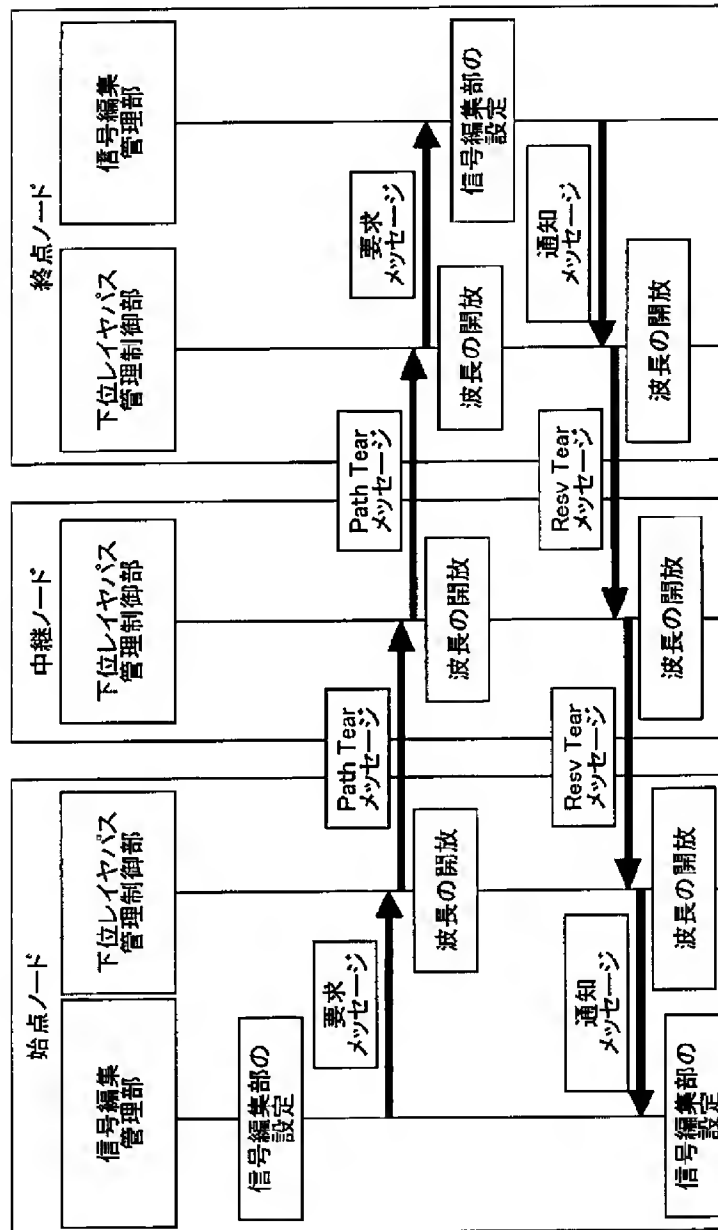 始点ノード
中継ノード
終点ノード
信号編集
管理部
下位レイヤパス
管理制御部
下位レイヤパス
管理制御部
下位レイヤパス
管理制御部
信号編集
管理部
信号編集部の
設定
要求
メッセージ
波長の開放
Path Tear
メッセージ
波長の開放
Path Tear
メッセージ
波長の開放
要求
メッセージ
信号編集部の
設定
通知
メッセージ
波長の開放
Resv Tear
メッセージ
波長の開放
Resv Tear
メッセージ
波長の開放
通知
メッセージ
信号編集部の
設定